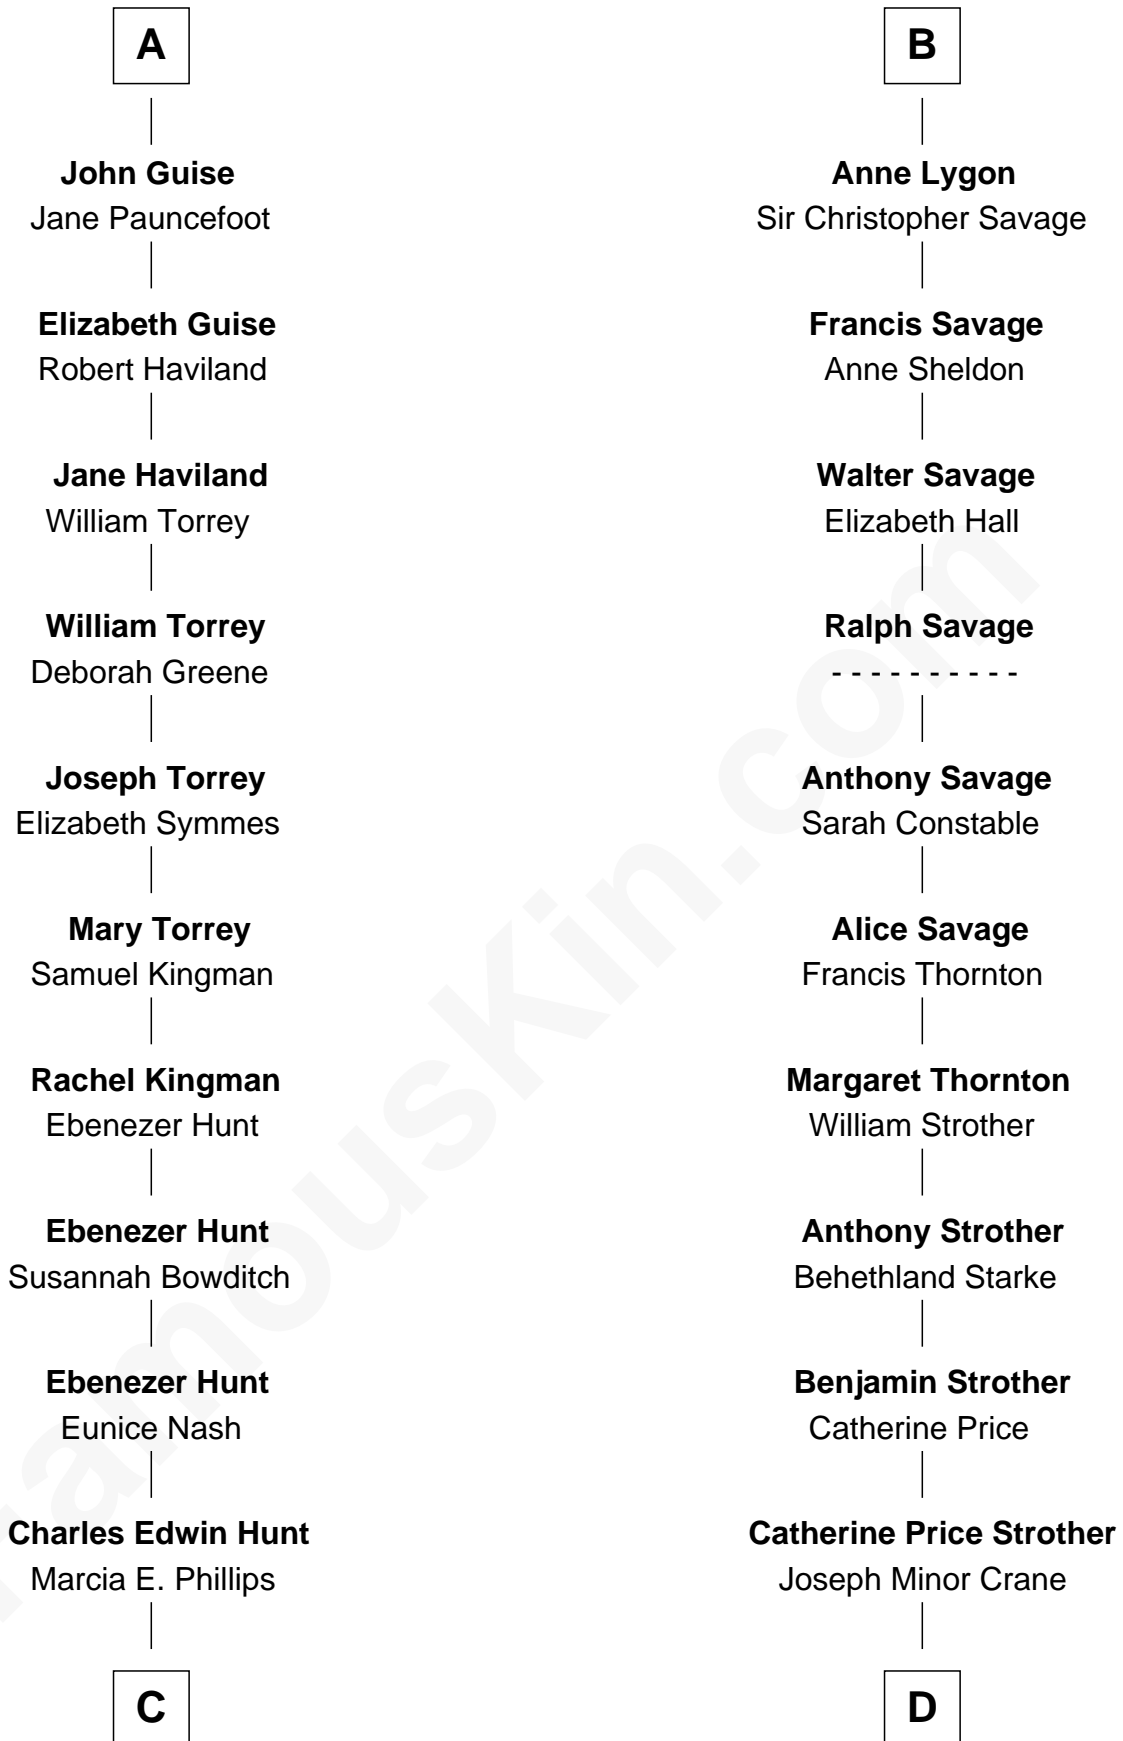 A
John Guise
Jane Pauncefoot
Elizabeth Guise
Robert Haviland
Jane Haviland
William Torrey
William Torrey
Deborah Greene
Joseph Torrey
Elizabeth Symmes
Mary Torrey
Samuel Kingman
Rachel Kingman
Ebenezer Hunt
Ebenezer Hunt
Susannah Bowditch
Ebenezer Hunt
Eunice Nash
Charles Edwin Hunt
Marcia E. Phillips
C
B
Anne Lygon
Sir Christopher Savage
Francis Savage
Anne Sheldon
Walter Savage
Elizabeth Hall
Ralph Savage
- - - - - - - - - -
Anthony Savage
Sarah Constable
Alice Savage
Francis Thornton
Margaret Thornton
William Strother
Anthony Strother
Behethland Starke
Benjamin Strother
Catherine Price
Catherine Price Strother
Joseph Minor Crane
D
FamousKin.com